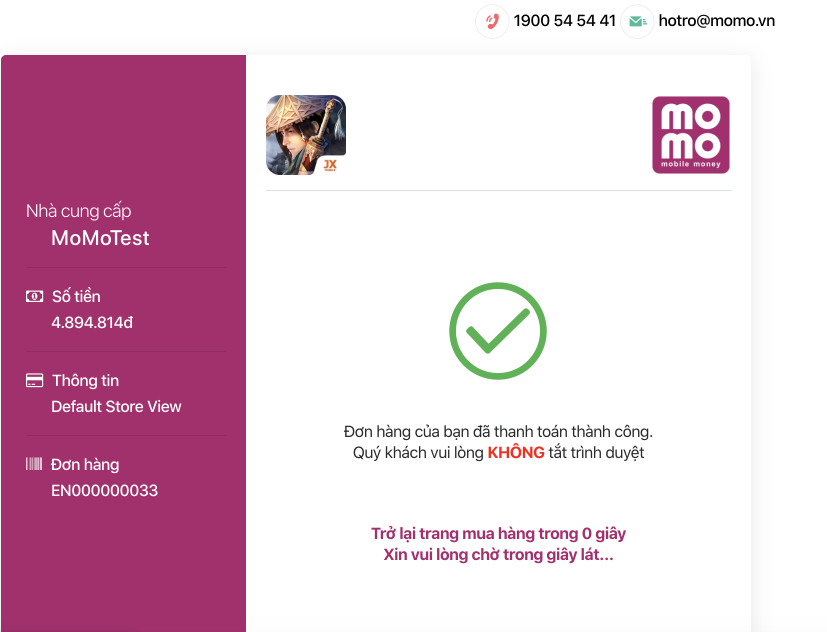 1900 54 54 41 hotro@momo.vn
JX
mo
mo
mobile money
Nhà cung cấp
MoMoTest
Số tiền
4.894.814đ
Thông tin
Default Store View
Đơn hàng
EN000000033
Đơn hàng của bạn đã thanh toán thành công.
Quý khách vui lòng KHÔNG tắt trình duyệt
Trở lại trang mua hàng trong 0 giây
Xin vui lòng chờ trong giây lát...